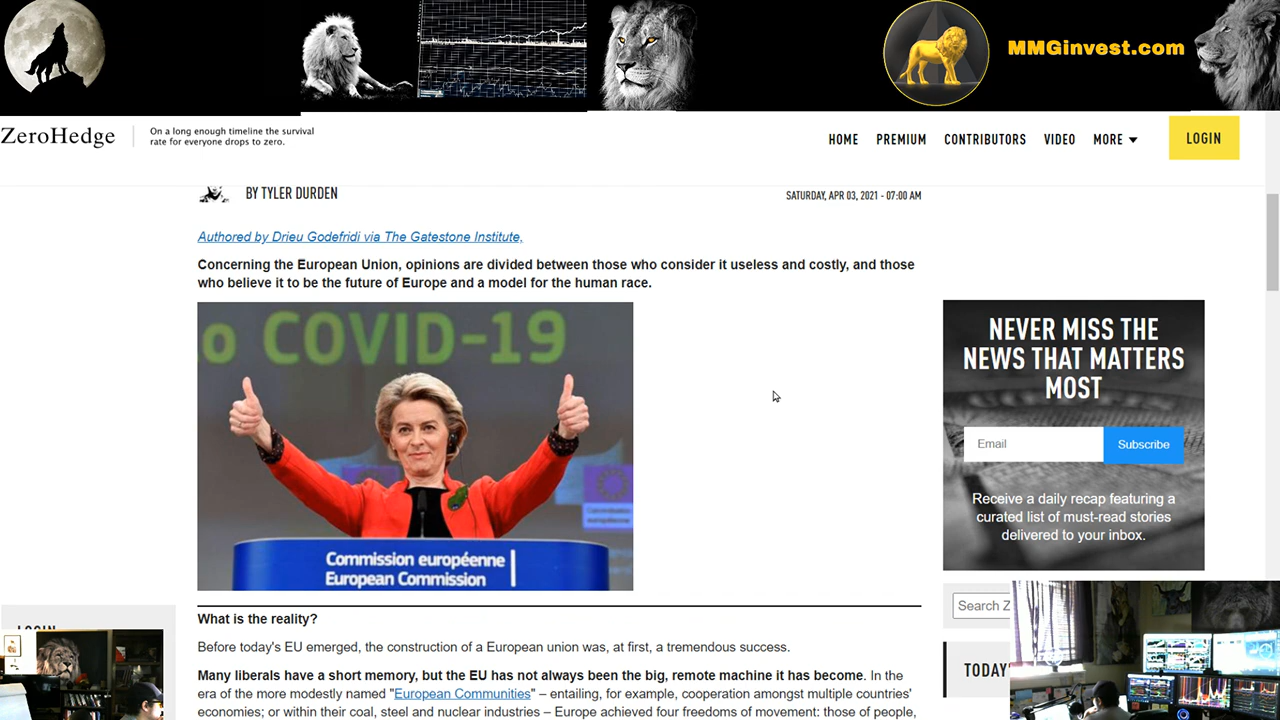 MMGinvest.com
ZeroHedge
On a long enough timeline the survival
rate for everyone drops to zero.
HOME PREMIUM CONTRIBUTORS VIDEO MORE
LOGIN
BY TYLER DURDEN
SATURDAY, APR 03, 2021 - 07:00 AM
Authored by Drieu Godefridi via The Gatestone Institute,
Concerning the European Union, opinions are divided between those who consider it useless and costly, and those
who believe it to be the future of Europe and a model for the human race.
o COVID-19
Commission européenne
European Commission
NEVER MISS THE
NEWS THAT MATTERS
MOST
Email
Subscribe
Receive a daily recap featuring a
curated list of must-read stories
delivered to your inbox.
Search Z
TODAY
LOGIN
What is the reality?
Before today's EU emerged, the construction of a European union was, at first, a tremendous success.
Many liberals have a short memory, but the EU has not always been the big, remote machine it has become. In the
era of the more modestly named "European Communities" – entailing, for example, cooperation amongst multiple countries'
economies; or within their coal, steel and nuclear industries – Europe achieved four freedoms of movement: those of people,